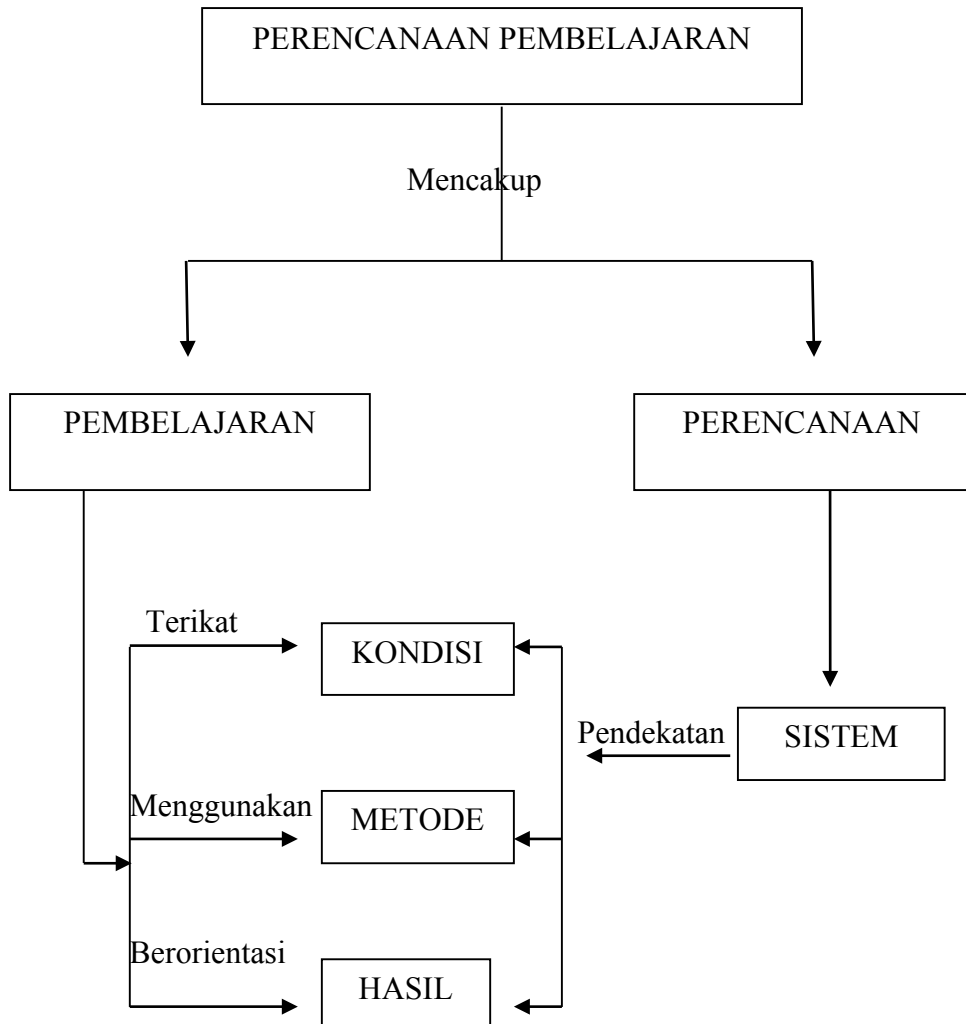 PERENCANAAN PEMBELAJARAN
Mencakup
PEMBELAJARAN
PERENCANAAN
Terikat
KONDISI
Pendekatan
SISTEM
Menggunakan
METODE
Berorientasi
HASIL